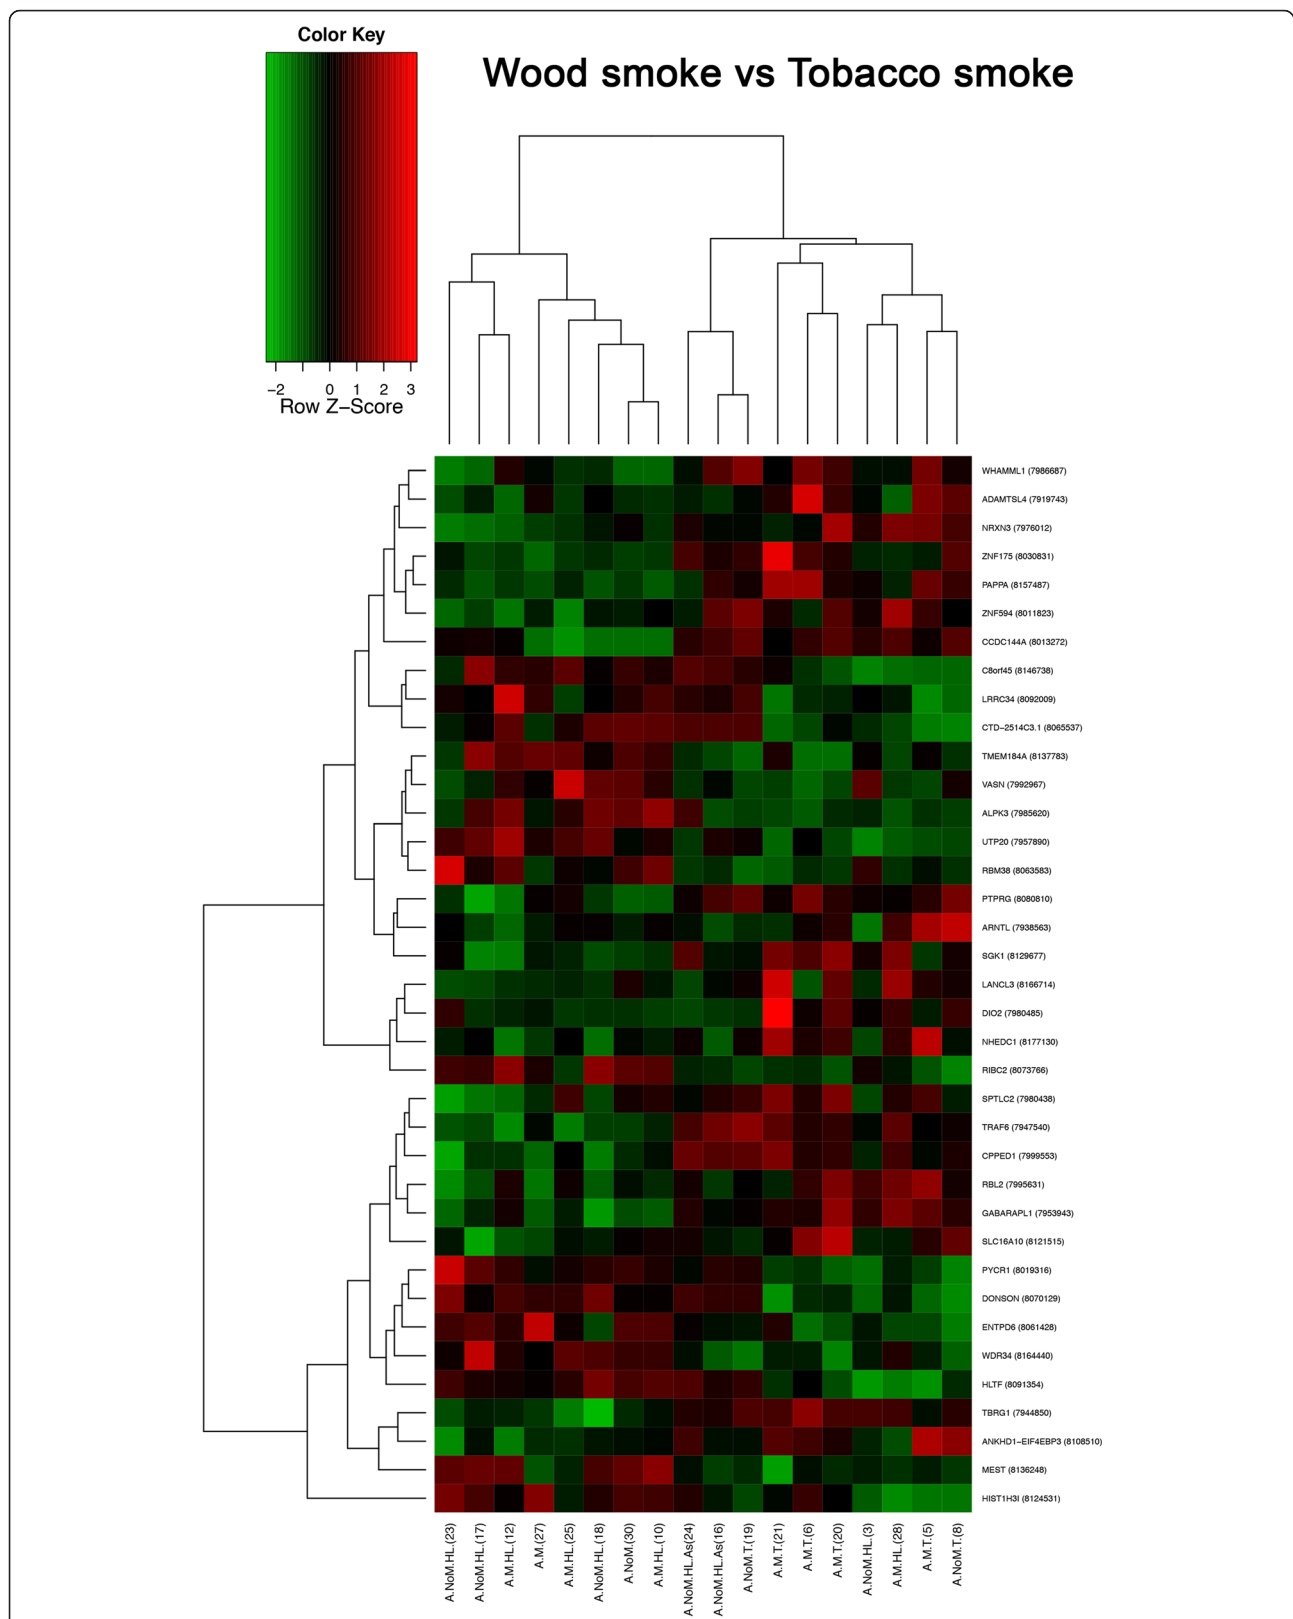 Color Key
Wood smoke vs Tobacco smoke
−2 0 1 2 3
Row Z−Score
WHAMML1 (7986687)
ADAMTSL4 (7919743)
NRXN3 (7976012)
ZNF175 (8030831)
PAPPA (8157487)
ZNF594 (8011823)
CCDC144A (8013272)
C8orf45 (8146738)
LRRC34 (8092009)
CTD−2514C3.1 (8065537)
TMEM184A (8137783)
VASN (7992967)
ALPK3 (7985620)
UTP20 (7957890)
RBM38 (8063583)
PTPRG (8080810)
ARNTL (7938563)
SGK1 (8129677)
LANCL3 (8166714)
DIO2 (7980485)
NHEDC1 (8177130)
RIBC2 (8073766)
SPTLC2 (7980438)
TRAF6 (7947540)
CPPED1 (7999553)
RBL2 (7995631)
GABARAPL1 (7953943)
SLC16A10 (8121515)
PYCR1 (8019316)
DONSON (8070129)
ENTPD6 (8061428)
WDR34 (8164440)
HLTF (8091354)
TBRG1 (7944850)
ANKHD1−EIF4EBP3 (8108510)
MEST (8136248)
HIST1H3I (8124531)
A.NoM.HL.(23)
A.NoM.HL.(17)
A.M.HL.(12)
A.M.(27)
A.M.HL.(25)
A.NoM.HL.(18)
A.NoM.(30)
A.M.HL.(10)
A.NoM.HL.As(24)
A.NoM.HL.As(16)
A.NoM.T.(19)
A.M.T.(21)
A.M.T.(6)
A.M.T.(20)
A.NoM.HL.(3)
A.M.HL.(28)
A.M.T.(5)
A.NoM.T.(8)